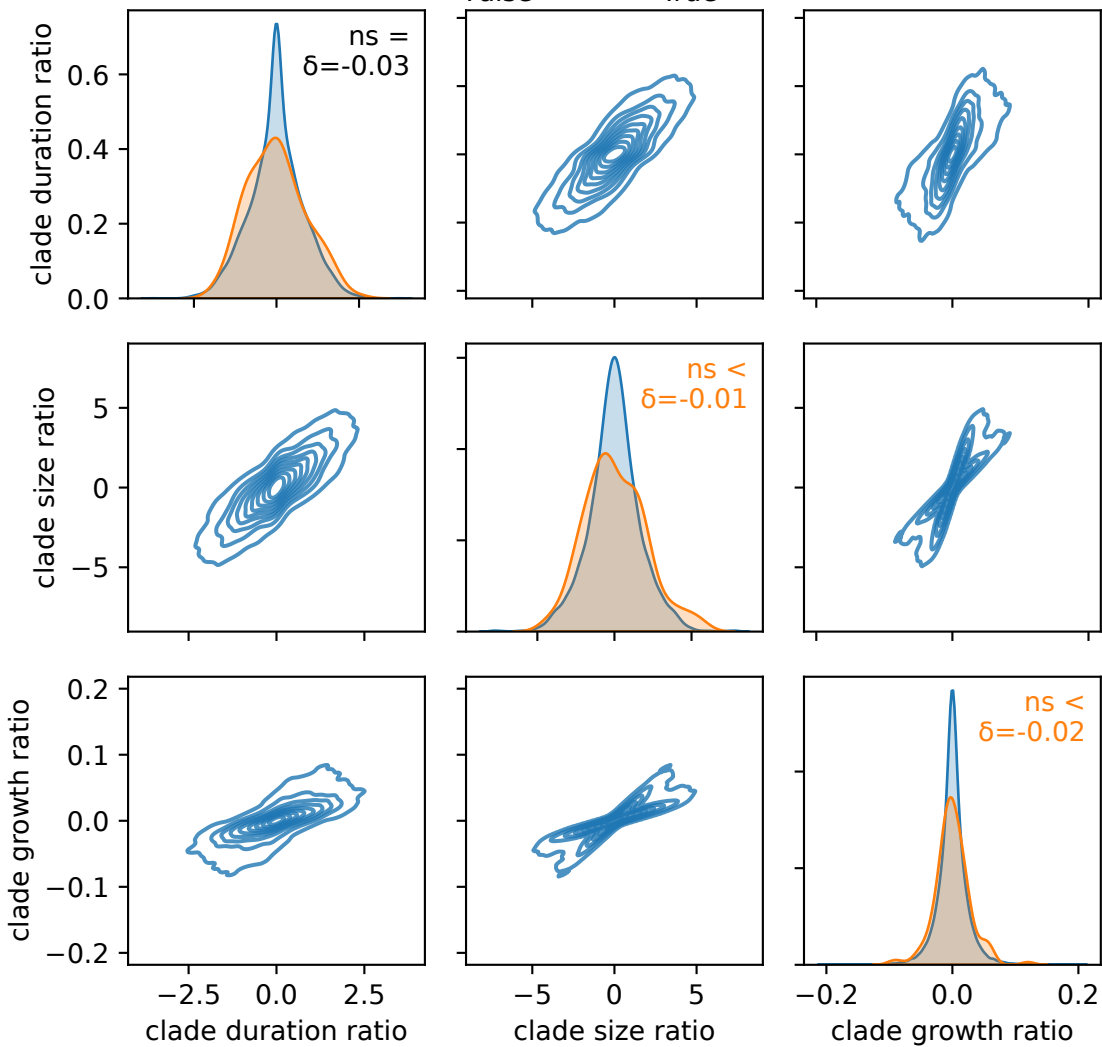 clade duration ratio
0.6
0.4
0.2
0.0
ns =
δ=-0.03
clade size ratio
5
0
−5
ns <
δ=-0.01
clade growth ratio
0.2
0.1
0.0
−0.1
−0.2
ns <
δ=-0.02
−2.5 0.0 2.5
−5 0 5
−0.2 0.0 0.2
clade duration ratio
clade size ratio
clade growth ratio